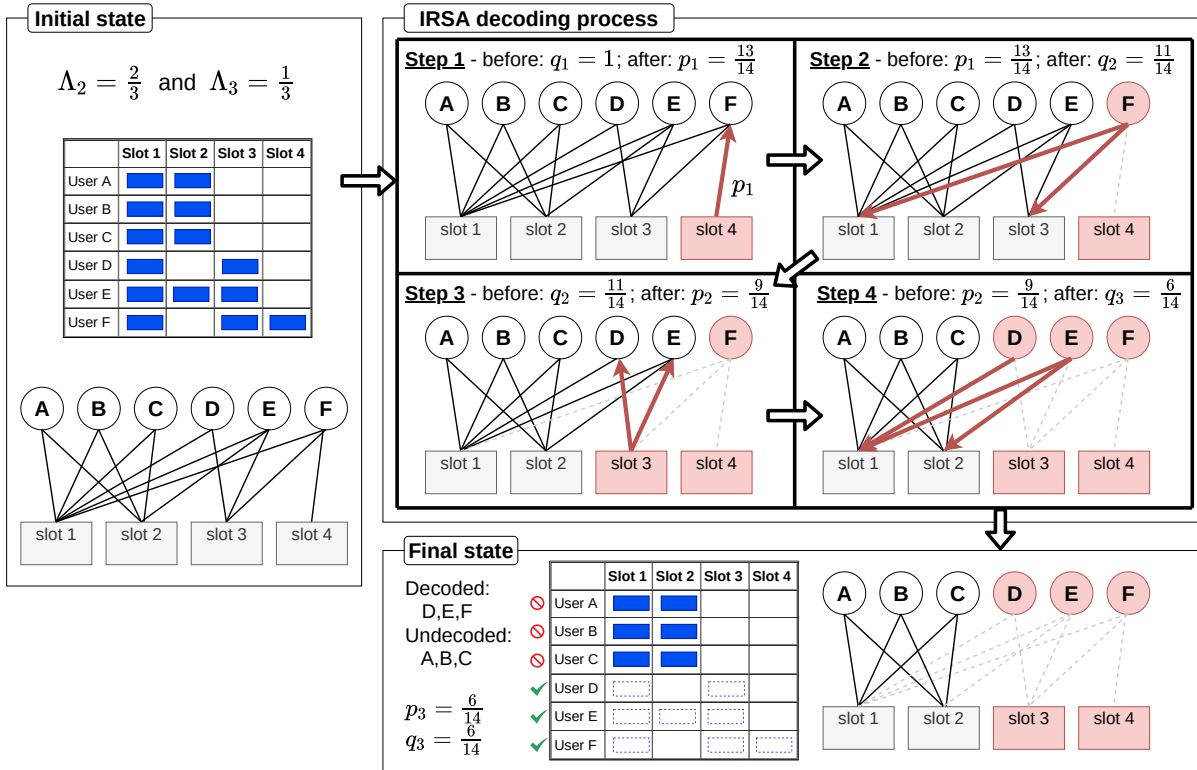 Initial state
Λ₂ = 2/3 and Λ₃ = 1/3
Slot 1 Slot 2 Slot 3 Slot 4
User A
User B
User C
User D
User E
User F
A B C D E F
slot 1 slot 2 slot 3 slot 4
IRSA decoding process
Step 1 - before: q₁ = 1; after: p₁ = 13/14
A B C D E F
p₁
slot 1 slot 2 slot 3 slot 4
Step 2 - before: p₁ = 13/14; after: q₂ = 11/14
A B C D E F
slot 1 slot 2 slot 3 slot 4
Step 3 - before: q₂ = 11/14; after: p₂ = 9/14
A B C D E F
slot 1 slot 2 slot 3 slot 4
Step 4 - before: p₂ = 9/14; after: q₃ = 6/14
A B C D E F
slot 1 slot 2 slot 3 slot 4
Final state
Decoded:
D,E,F
Undecoded:
A,B,C
p₃ = 6/14
q₃ = 6/14
Slot 1 Slot 2 Slot 3 Slot 4
User A
User B
User C
User D
User E
User F
A B C D E F
slot 1 slot 2 slot 3 slot 4